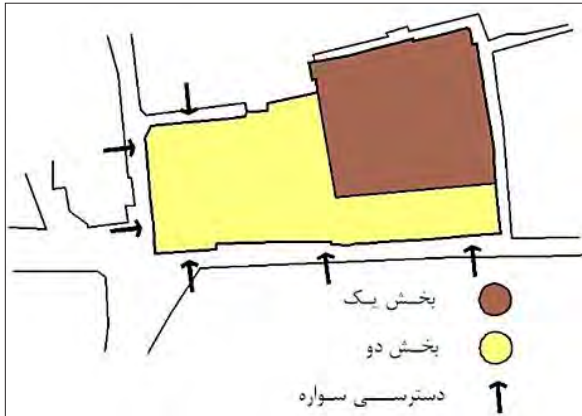 بخش یک
بخش دو
دسترسی سواره